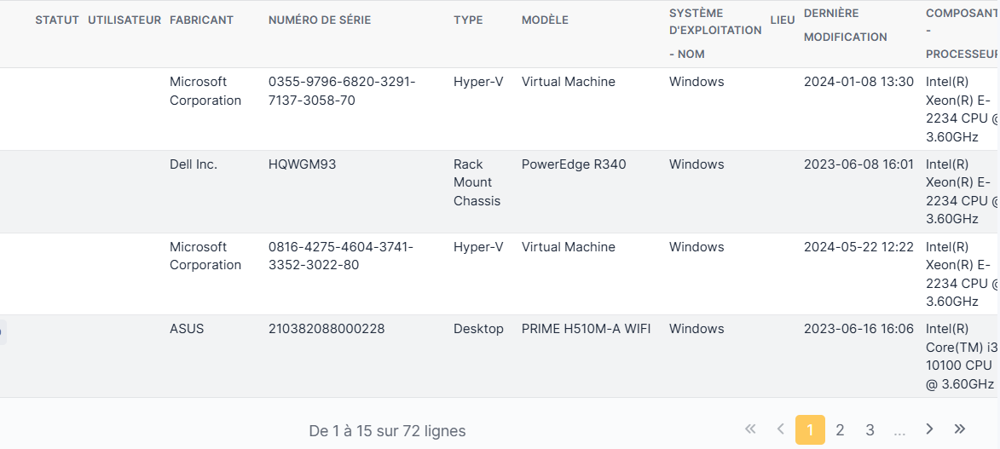 STATUT UTILISATEUR FABRICANT NUMÉRO DE SÉRIE TYPE MODÈLE SYSTÈME D'EXPLOITATION - NOM LIEU DERNIÈRE MODIFICATION COMPOSANT - PROCESSEUR
Microsoft Corporation 0355-9796-6820-3291-7137-3058-70 Hyper-V Virtual Machine Windows 2024-01-08 13:30 Intel(R) Xeon(R) E-2234 CPU @ 3.60GHz
Dell Inc. HQWGM93 Rack Mount Chassis PowerEdge R340 Windows 2023-06-08 16:01 Intel(R) Xeon(R) E-2234 CPU @ 3.60GHz
Microsoft Corporation 0816-4275-4604-3741-3352-3022-80 Hyper-V Virtual Machine Windows 2024-05-22 12:22 Intel(R) Xeon(R) E-2234 CPU @ 3.60GHz
ASUS 210382088000228 Desktop PRIME H510M-A WIFI Windows 2023-06-16 16:06 Intel(R) Core(TM) i3 10100 CPU @ 3.60GHz
De 1 à 15 sur 72 lignes « ‹ 1 2 3 ... › »